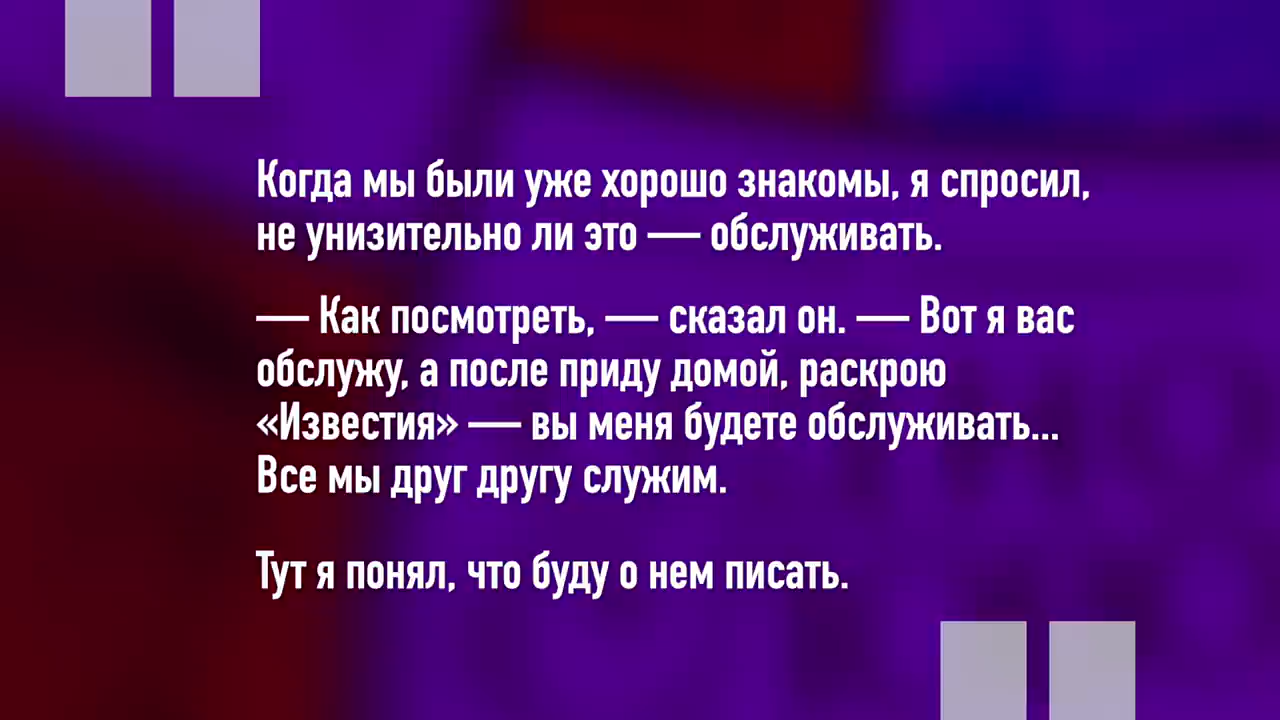 Когда мы были уже хорошо знакомы, я спросил,
не унизительно ли это — обслуживать.
— Как посмотреть, — сказал он. — Вот я вас
обслужу, а после приду домой, раскрою
«Известия» — вы меня будете обслуживать...
Все мы друг другу служим.
Тут я понял, что буду о нем писать.